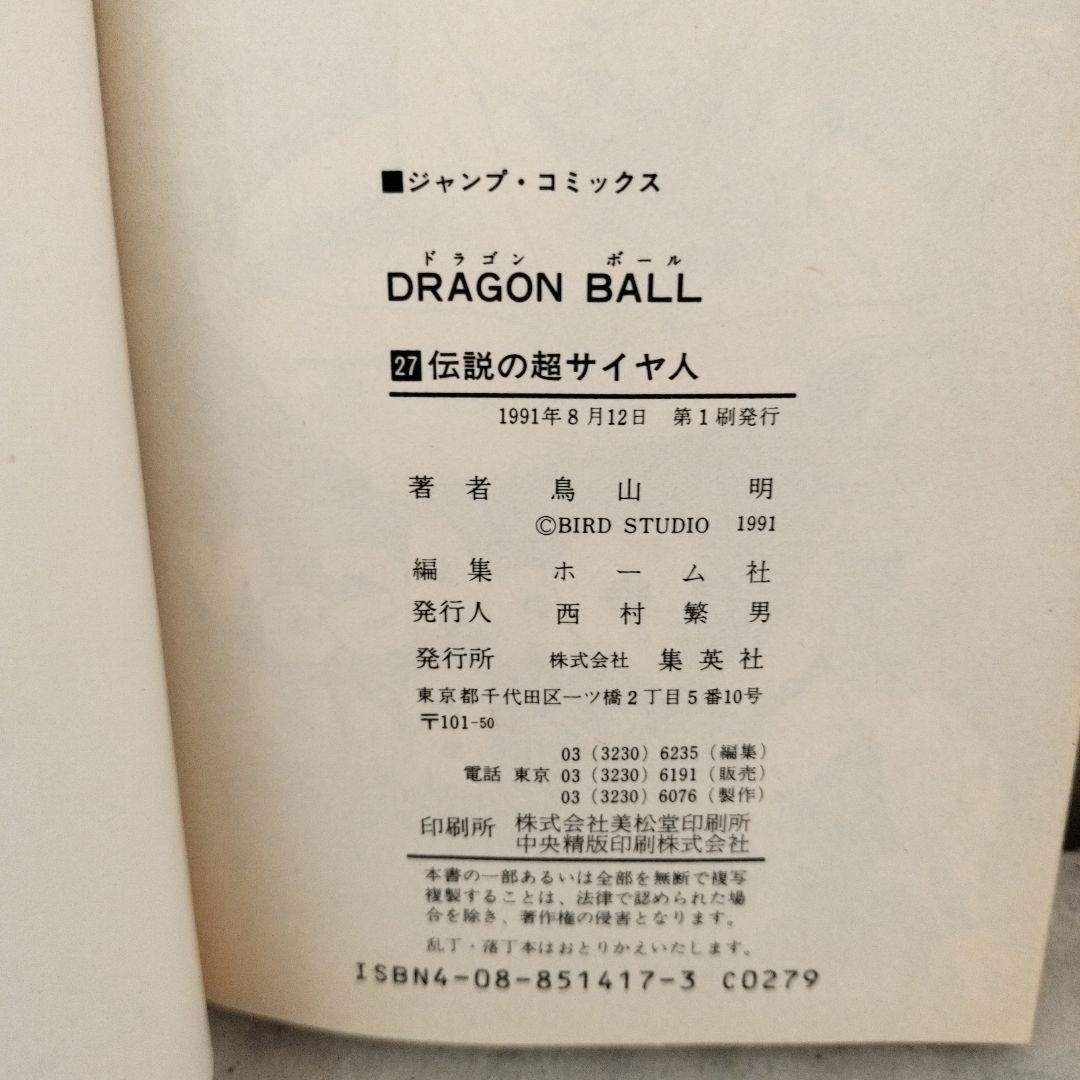 ■ジャンプ・コミックス
ドラゴン ボール
DRAGON BALL
27 伝説の超サイヤ人
1991年8月12日 第1刷発行
著者 鳥山 明
©BIRD STUDIO 1991
編集 ホーム社
発行人 西村繁男
発行所 株式会社 集英社
東京都千代田区一ツ橋2丁目5番10号
〒101-50
03(3230)6235(編集)
電話 東京 03(3230)6191(販売)
03(3230)6076(製作)
印刷所 株式会社美松堂印刷所
中央精版印刷株式会社
本書の一部あるいは全部を無断で複写
複製することは、法律で認められた場
合を除き、著作権の侵害となります。
乱丁・落丁本はおとりかえいたします。
ISBN4-08-851417-3 C0279